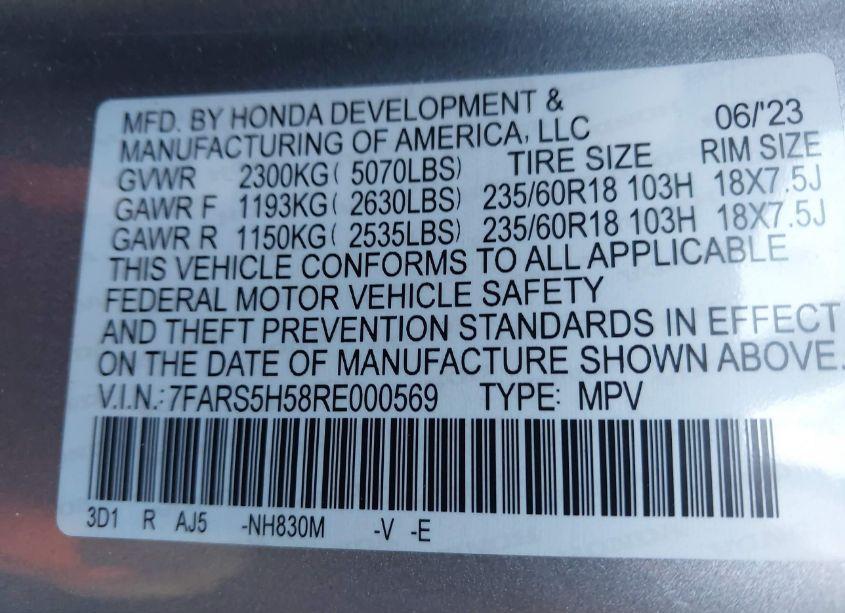 MFD. BY HONDA DEVELOPMENT &
MANUFACTURING OF AMERICA, LLC 06/'23
GVWR 2300KG( 5070LBS) TIRE SIZE RIM SIZE
GAWR F 1193KG( 2630LBS) 235/60R18 103H 18X7.5J
GAWR R 1150KG( 2535LBS) 235/60R18 103H 18X7.5J
THIS VEHICLE CONFORMS TO ALL APPLICABLE
FEDERAL MOTOR VEHICLE SAFETY
AND THEFT PREVENTION STANDARDS IN EFFECT
ON THE DATE OF MANUFACTURE SHOWN ABOVE.
V.I.N.:7FARS5H58RE000569 TYPE: MPV
3D1 R AJ5 -NH830M -V -E